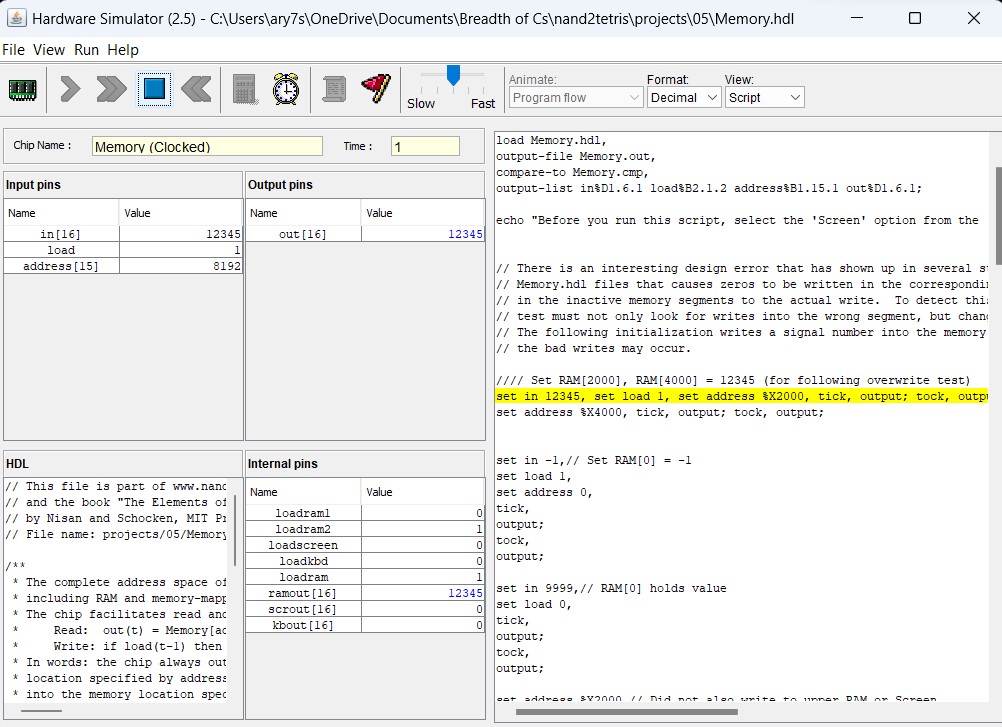 Hardware Simulator (2.5) - C:\Users\ary7s\OneDrive\Documents\Breadth of Cs\nand2tetris\projects\05\Memory.hdl
File View Run Help
Slow Fast
Animate: Format: View:
Program flow Decimal Script
Chip Name : Memory (Clocked) Time : 1
Input pins
Name Value
in[16] 12345
load 1
address[15] 8192
Output pins
Name Value
out[16] 12345
HDL
// This file is part of www.nand
// and the book "The Elements of
// by Nisan and Schocken, MIT Pr
// File name: projects/05/Memory
/**
* The complete address space of
* including RAM and memory-mapp
* The chip facilitates read and
* Read: out(t) = Memory[ad
* Write: if load(t-1) then
* In words: the chip always out
* location specified by address
* into the memory location spec
Internal pins
Name Value
loadram1 0
loadram2 1
loadscreen 0
loadkbd 0
loadram 1
ramout[16] 12345
scrout[16] 0
kbout[16] 0
load Memory.hdl,
output-file Memory.out,
compare-to Memory.cmp,
output-list in%D1.6.1 load%B2.1.2 address%B1.15.1 out%D1.6.1;
echo "Before you run this script, select the 'Screen' option from the
// There is an interesting design error that has shown up in several s
// Memory.hdl files that causes zeros to be written in the correspondi
// in the inactive memory segments to the actual write. To detect thi
// test must not only look for writes into the wrong segment, but chan
// The following initialization writes a signal number into the memory
// the bad writes may occur.
//// Set RAM[2000], RAM[4000] = 12345 (for following overwrite test)
set in 12345, set load 1, set address %X2000, tick, output; tock, outp
set address %X4000, tick, output; tock, output;
set in -1,// Set RAM[0] = -1
set load 1,
set address 0,
tick,
output;
tock,
output;
set in 9999,// RAM[0] holds value
set load 0,
tick,
output;
tock,
output;
set address %X2000 // Did not also write to upper RAM or Screen